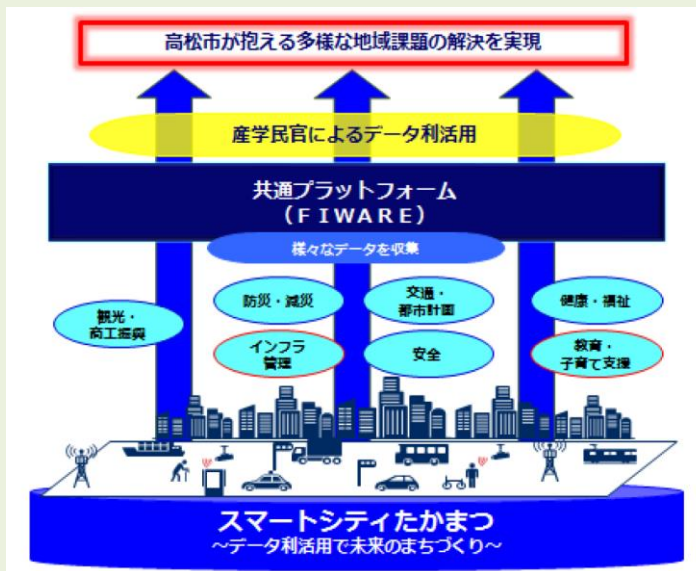 高松市が抱える多様な地域課題の解決を実現
産学民官によるデータ利活用
共通プラットフォーム
（FIWARE）
様々なデータを収集
観光・
商工振興
防災・減災
交通・
都市計画
健康・福祉
インフラ
管理
安全
教育・
子育て支援
スマートシティたかまつ
～データ利活用で未来のまちづくり～